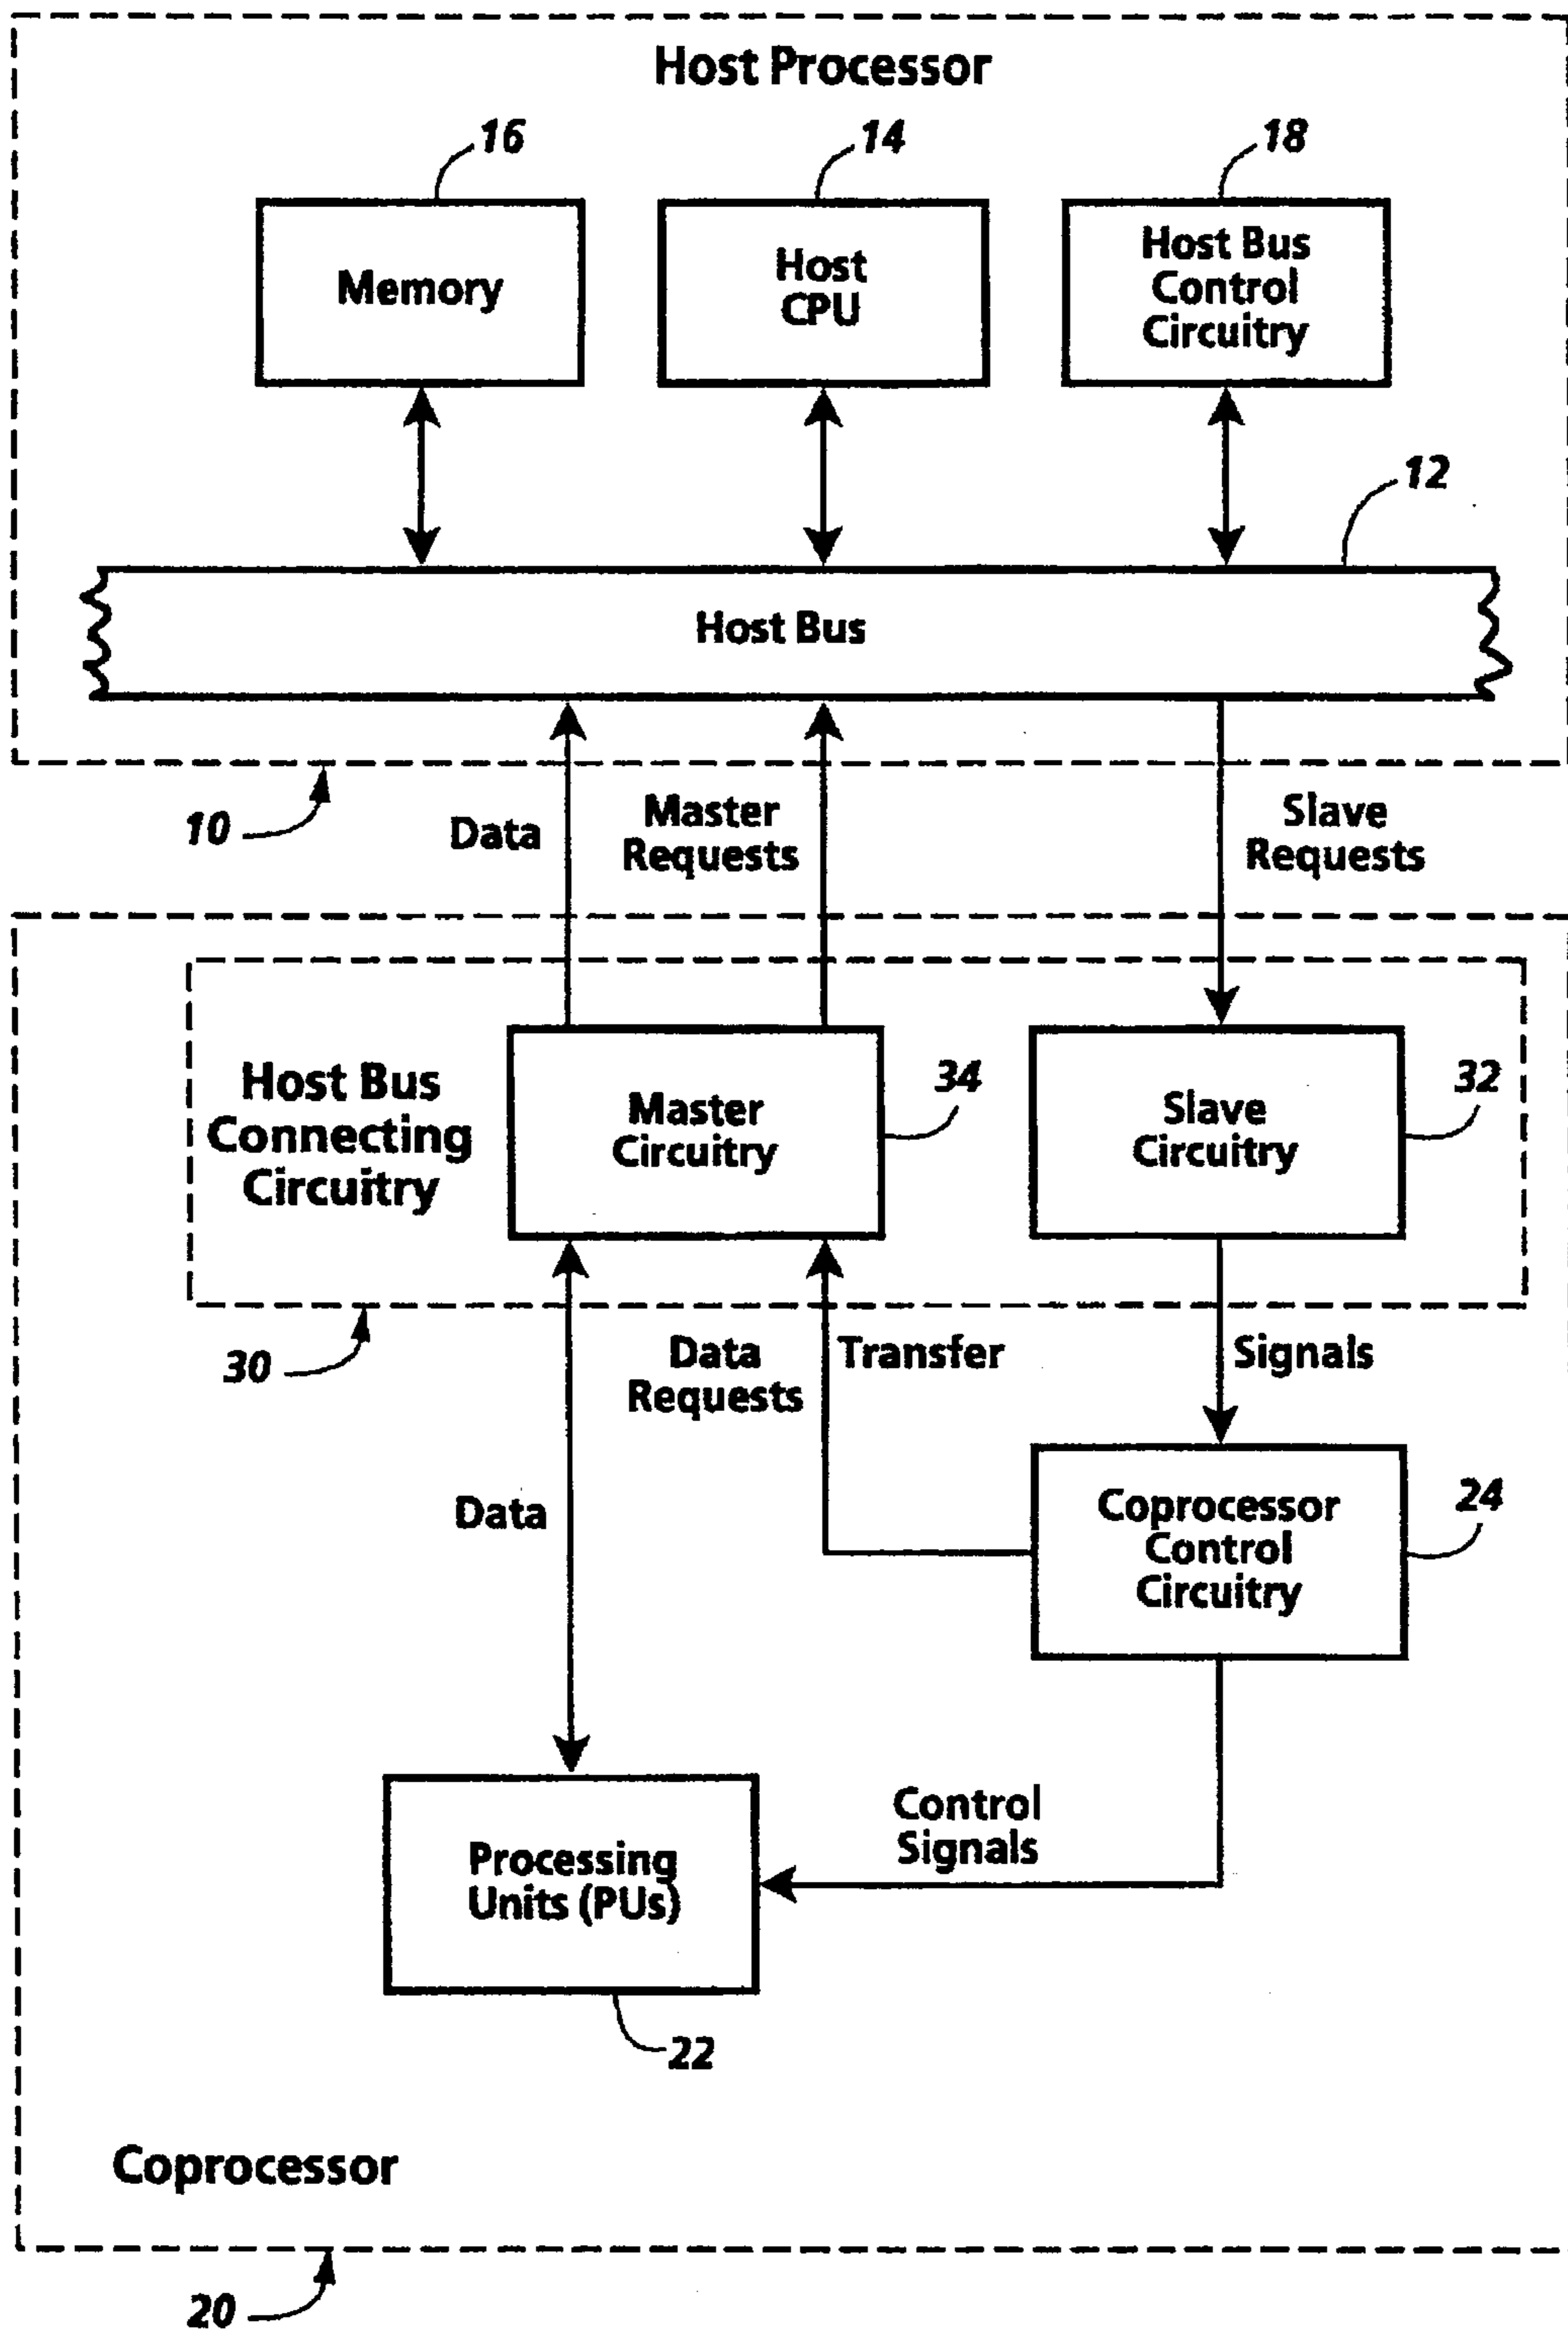 Host Processor
16
14
18
Memory
Host
CPU
Host Bus
Control
Circuitry
12
Host Bus
10
Data
Master
Requests
Slave
Requests
Host Bus
Connecting
Circuitry
Master
Circuitry
34
Slave
Circuitry
32
30
Data
Requests
Transfer
Signals
Data
Coprocessor
Control
Circuitry
24
Processing
Units (PUs)
Control
Signals
22
Coprocessor
20